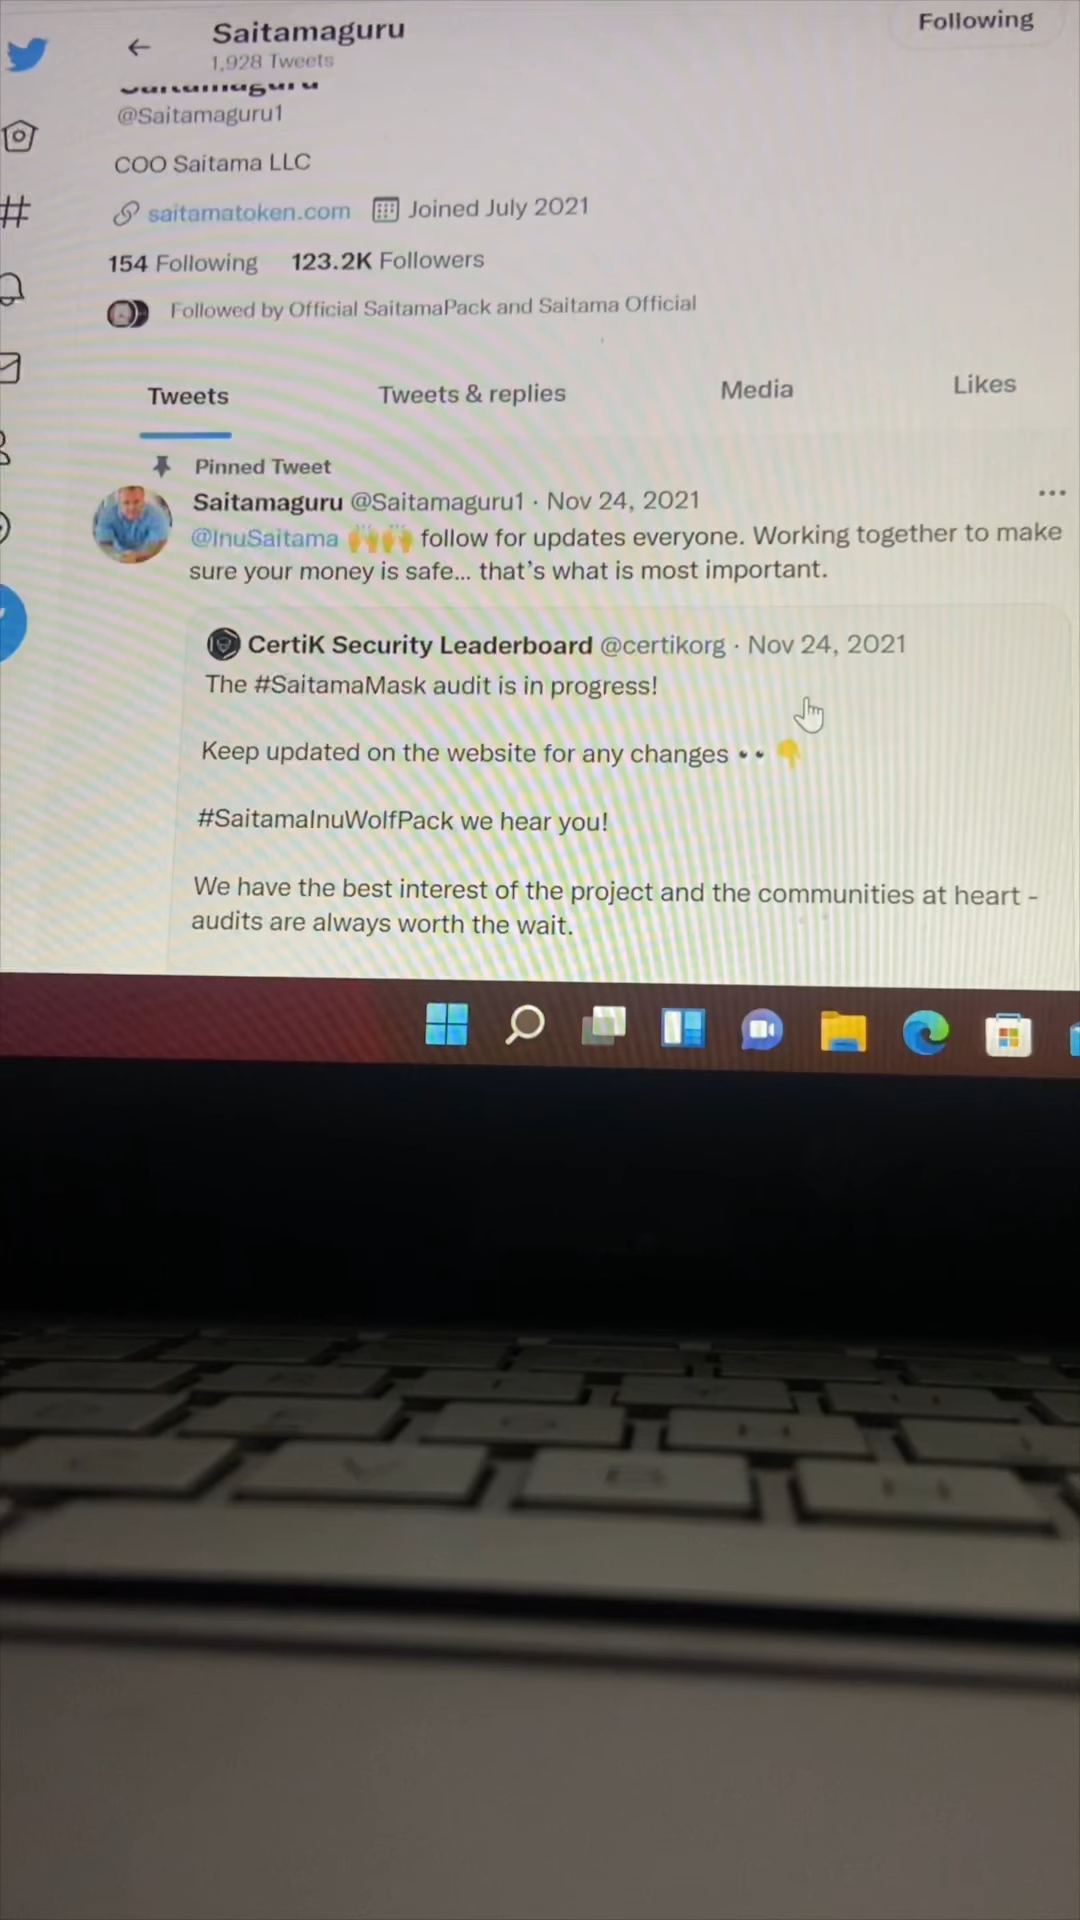 Saitamaguru
1,928 Tweets
Following
Saitamaguru
@Saitamaguru1
COO Saitama LLC
saitamatoken.com Joined July 2021
154 Following 123.2K Followers
Followed by Official SaitamaPack and Saitama Official
Tweets Tweets & replies Media Likes
Pinned Tweet
Saitamaguru @Saitamaguru1 · Nov 24, 2021
@InuSaitama 🙌🙌 follow for updates everyone. Working together to make
sure your money is safe... that's what is most important.
CertiK Security Leaderboard @certikorg · Nov 24, 2021
The #SaitamaMask audit is in progress!
Keep updated on the website for any changes 👀 👇
#SaitamaInuWolfPack we hear you!
We have the best interest of the project and the communities at heart -
audits are always worth the wait.